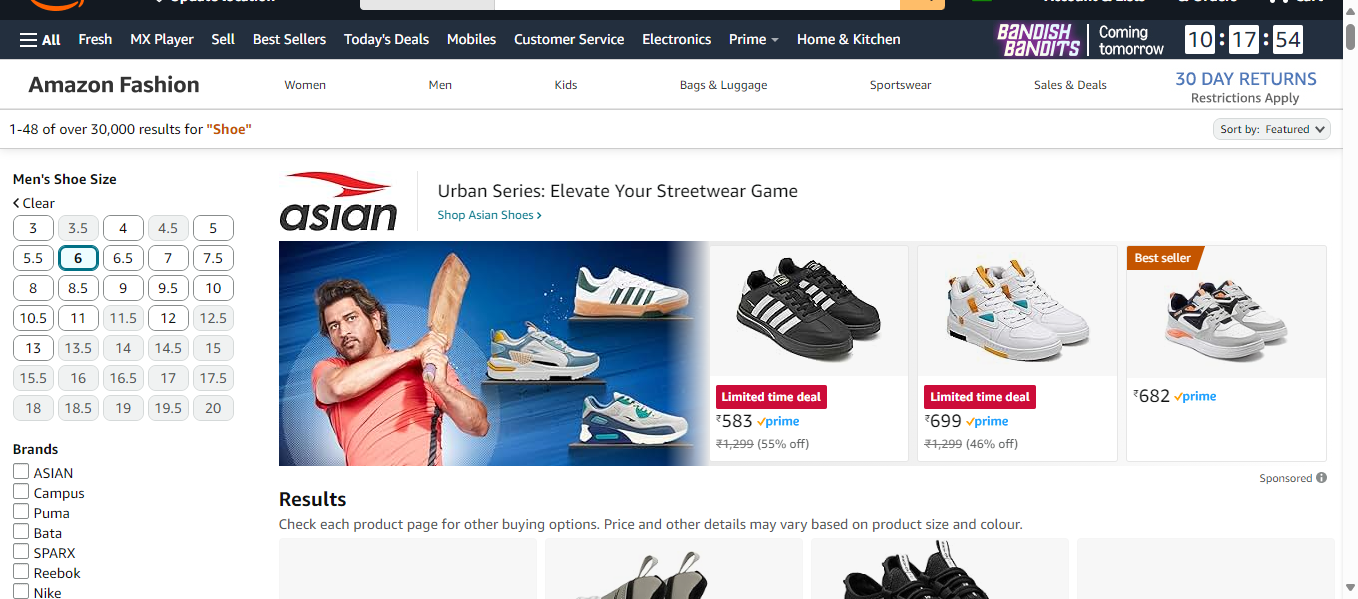 Update location
Account & Lists
& Orders
Cart
All Fresh MX Player Sell Best Sellers Today's Deals Mobiles Customer Service Electronics Prime Home & Kitchen
BANDISH
BANDITS
Coming
tomorrow
10 : 17 : 54
Amazon Fashion Women Men Kids Bags & Luggage Sportswear Sales & Deals
30 DAY RETURNS
Restrictions Apply
1-48 of over 30,000 results for "Shoe"
Sort by: Featured
Men's Shoe Size
Clear
3 3.5 4 4.5 5
5.5 6 6.5 7 7.5
8 8.5 9 9.5 10
10.5 11 11.5 12 12.5
13 13.5 14 14.5 15
15.5 16 16.5 17 17.5
18 18.5 19 19.5 20
Brands
ASIAN
Campus
Puma
Bata
SPARX
Reebok
Nike
asian
Urban Series: Elevate Your Streetwear Game
Shop Asian Shoes ›
Limited time deal
₹583 prime
₹1,299 (55% off)
Limited time deal
₹699 prime
₹1,299 (46% off)
Best seller
₹682 prime
Sponsored
Results
Check each product page for other buying options. Price and other details may vary based on product size and colour.